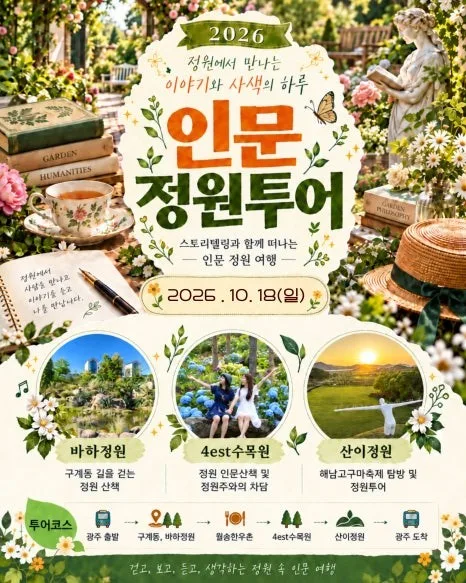 2026
정원에서 만나는
이야기와 사색의 하루
인문
정원투어
스토리텔링과 함께 떠나는
인문 정원 여행
GARDEN
HUMANITIES
GARDEN
PHILOSOPHY
정원에서
사람을 만나고
이야기를 듣고
나를 만납니다.
2026 . 10. 18(일)
바하정원
구계동 길을 걷는
정원 산책
4est수목원
정원 인문산책 및
정원주와의 차담
산이정원
해남고구마축제 탐방 및
정원투어
투어코스
광주 출발
구계동, 바하정원
월송한우촌
4est수목원
산이정원
광주 도착
걷고, 보고, 듣고, 생각하는 정원 속 인문 여행